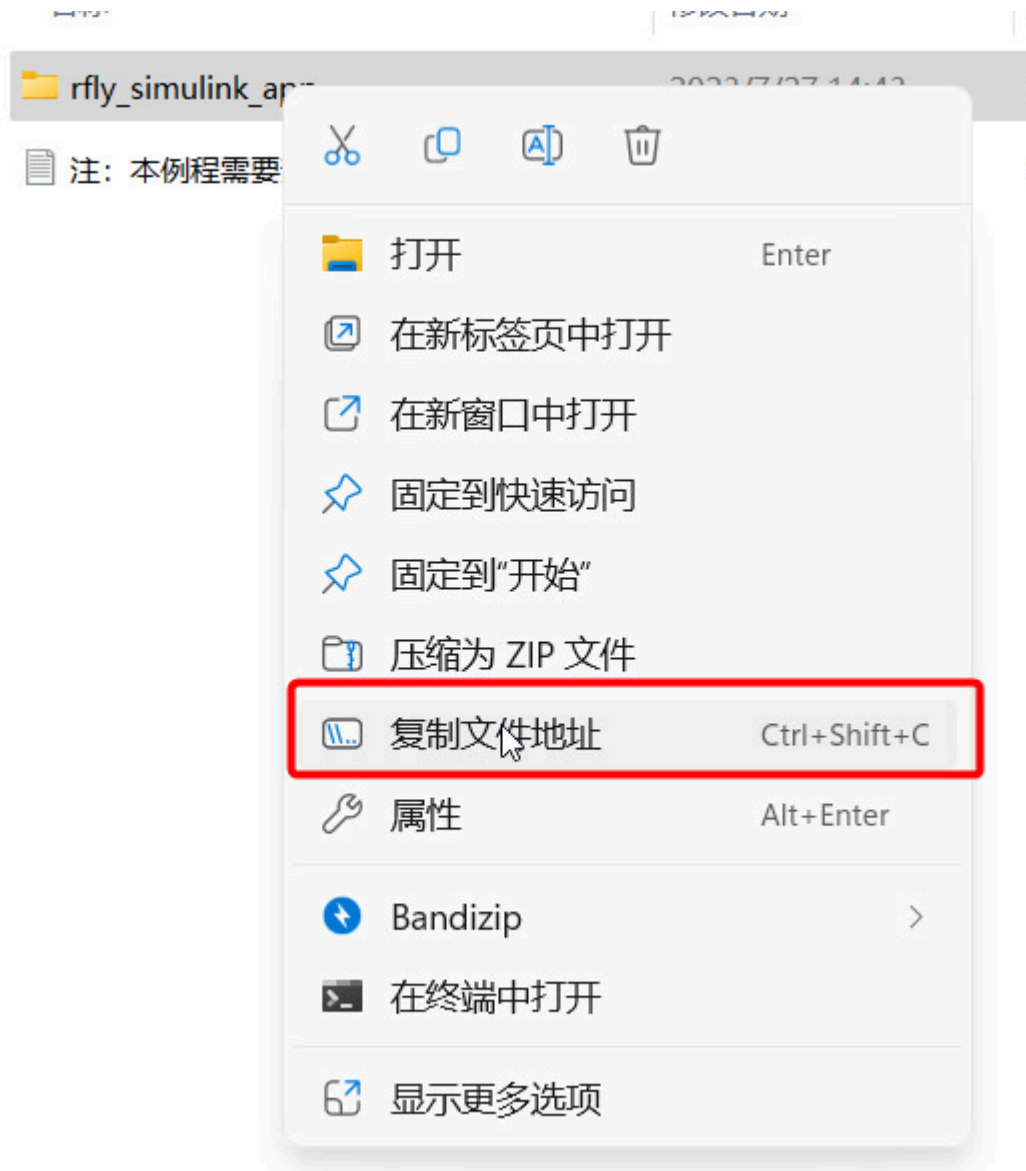 rfly_simulink_app
注：本例程需要
打开 Enter
在新标签页中打开
在新窗口中打开
固定到快速访问
固定到“开始”
压缩为 ZIP 文件
复制文件地址 Ctrl+Shift+C
属性 Alt+Enter
Bandizip
在终端中打开
显示更多选项